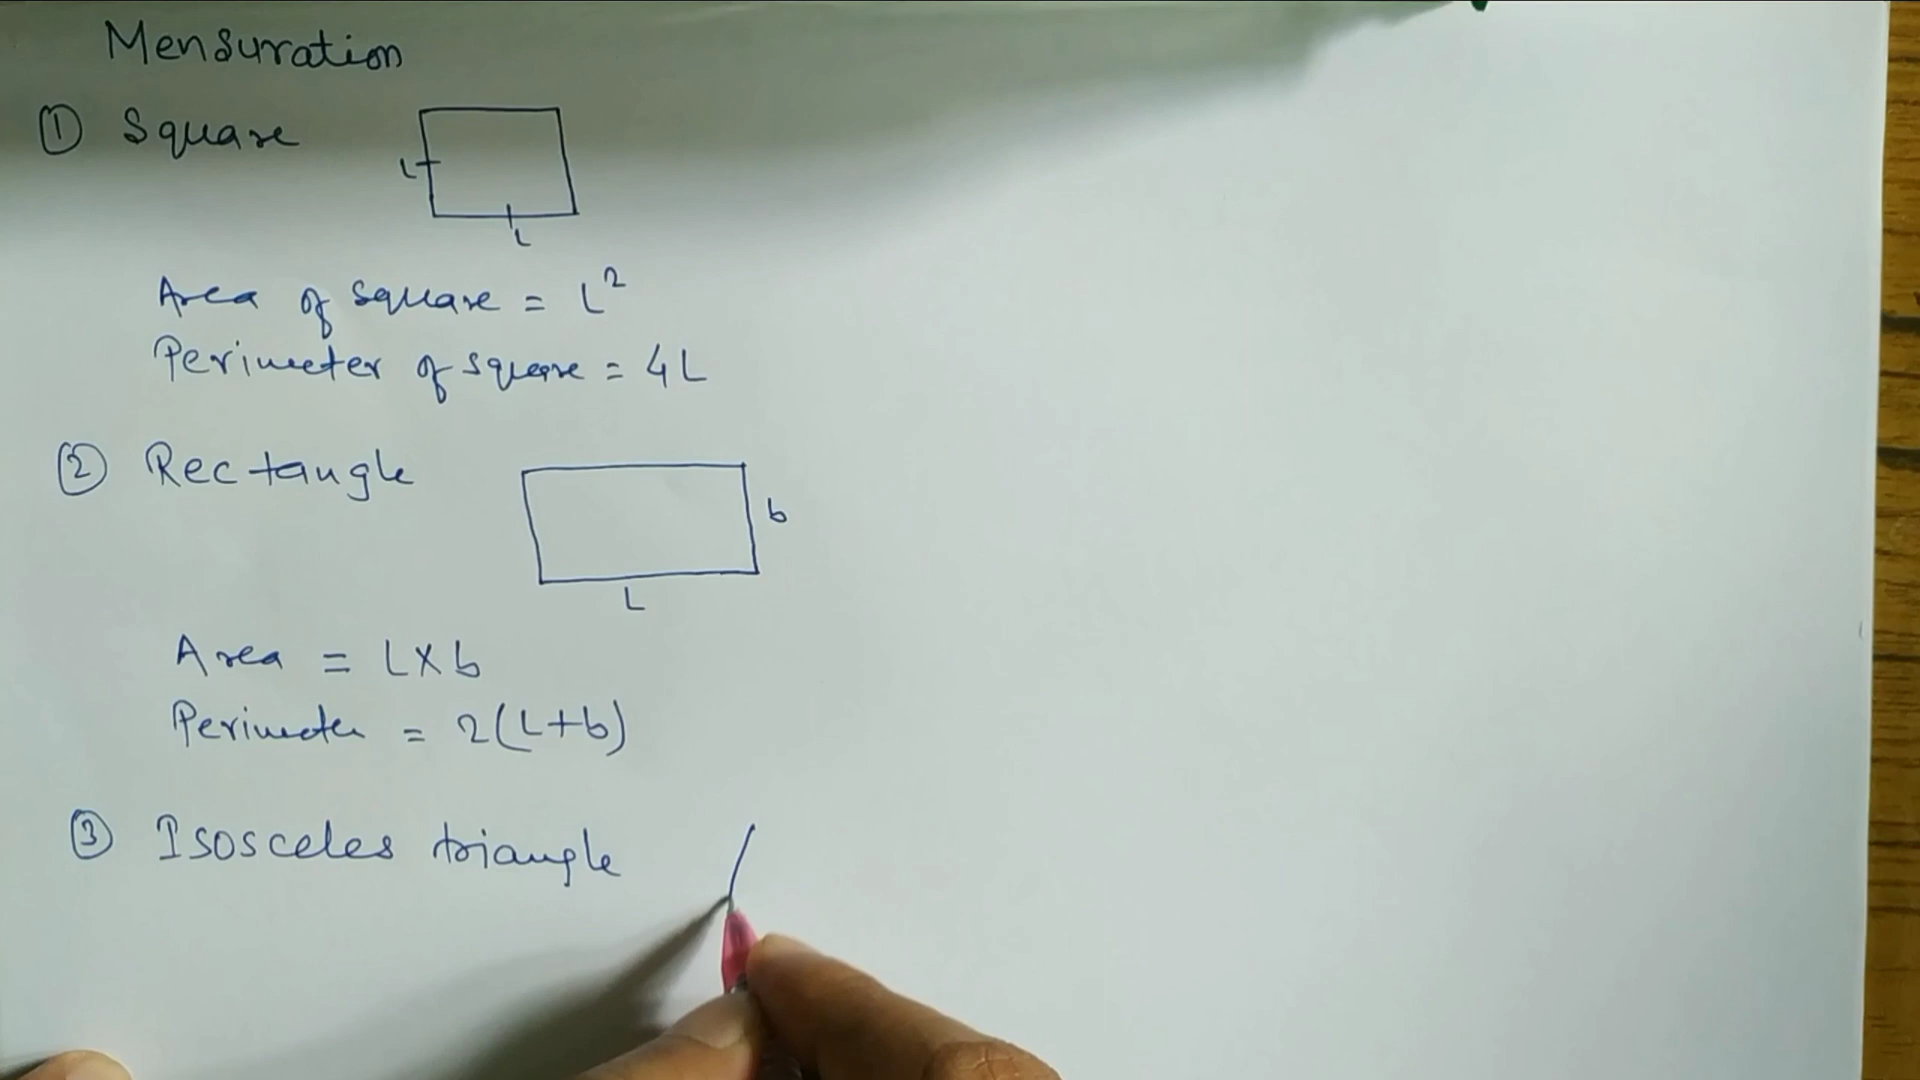 Mensuration
① Square
L
L
Area of square = L²
Perimeter of square = 4L
② Rectangle
b
L
Area = L×b
Perimeter = 2(L+b)
③ Isosceles triangle